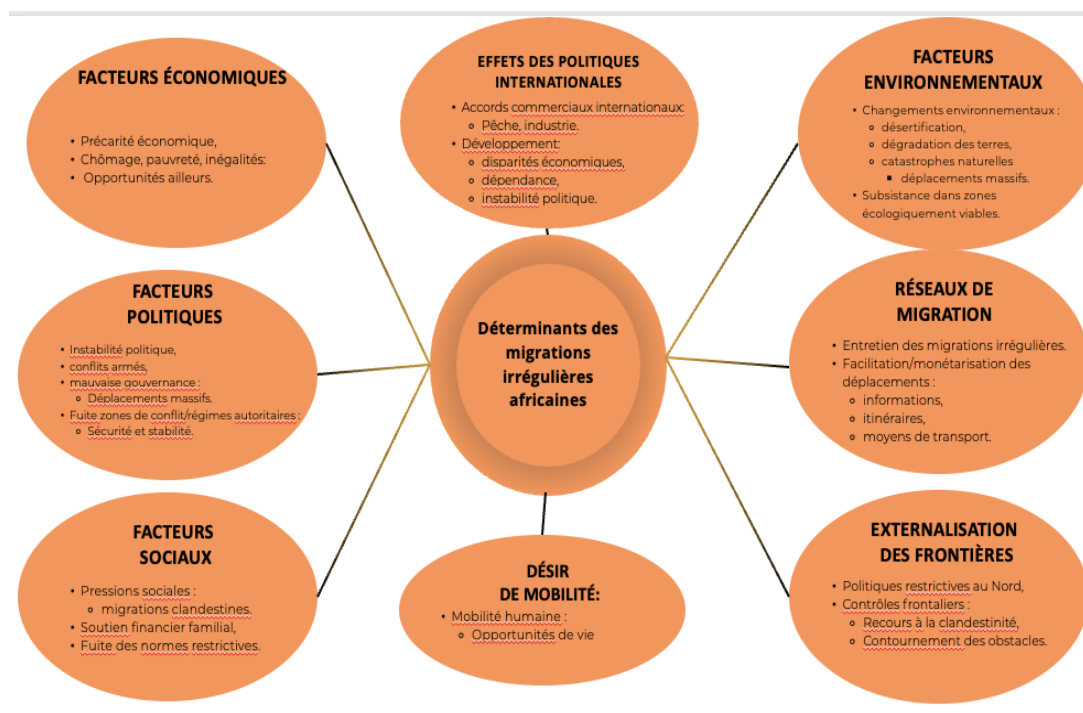 FACTEURS ÉCONOMIQUES
• Précarité économique,
• Chômage, pauvreté, inégalités:
• Opportunités ailleurs.
EFFETS DES POLITIQUES
INTERNATIONALES
• Accords commerciaux internationaux:
○ Pêche, industrie.
• Développement:
○ disparités économiques,
○ dépendance,
○ instabilité politique.
FACTEURS
ENVIRONNEMENTAUX
• Changements environnementaux :
○ désertification,
○ dégradation des terres,
○ catastrophes naturelles
▪ déplacements massifs.
• Subsistance dans zones
écologiquement viables.
FACTEURS
POLITIQUES
• Instabilité politique,
• conflits armés,
• mauvaise gouvernance :
○ Déplacements massifs.
• Fuite zones de conflit/régimes autoritaires :
○ Sécurité et stabilité.
Déterminants des
migrations
irrégulières
africaines
RÉSEAUX DE
MIGRATION
• Entretien des migrations irrégulières.
• Facilitation/monétarisation des
déplacements :
○ informations,
○ itinéraires,
○ moyens de transport.
FACTEURS
SOCIAUX
• Pressions sociales :
○ migrations clandestines.
• Soutien financier familial,
• Fuite des normes restrictives.
DÉSIR
DE MOBILITÉ:
• Mobilité humaine :
○ Opportunités de vie
EXTERNALISATION
DES FRONTIÈRES
• Politiques restrictives au Nord,
• Contrôles frontaliers :
○ Recours à la clandestinité,
○ Contournement des obstacles.